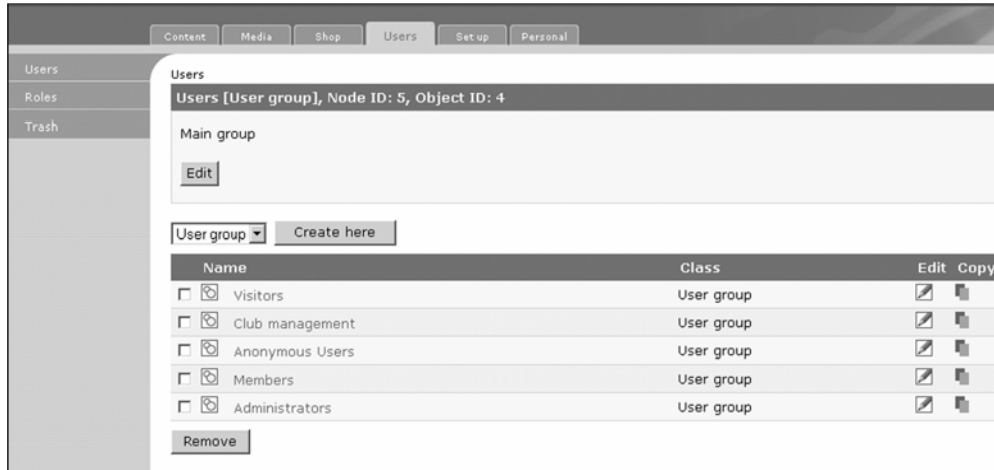 Content Media Shop Users Set up Personal
Users
Roles
Trash
Users
Users [User group], Node ID: 5, Object ID: 4
Main group
Edit
User group Create here
Name Class Edit Copy
Visitors User group
Club management User group
Anonymous Users User group
Members User group
Administrators User group
Remove